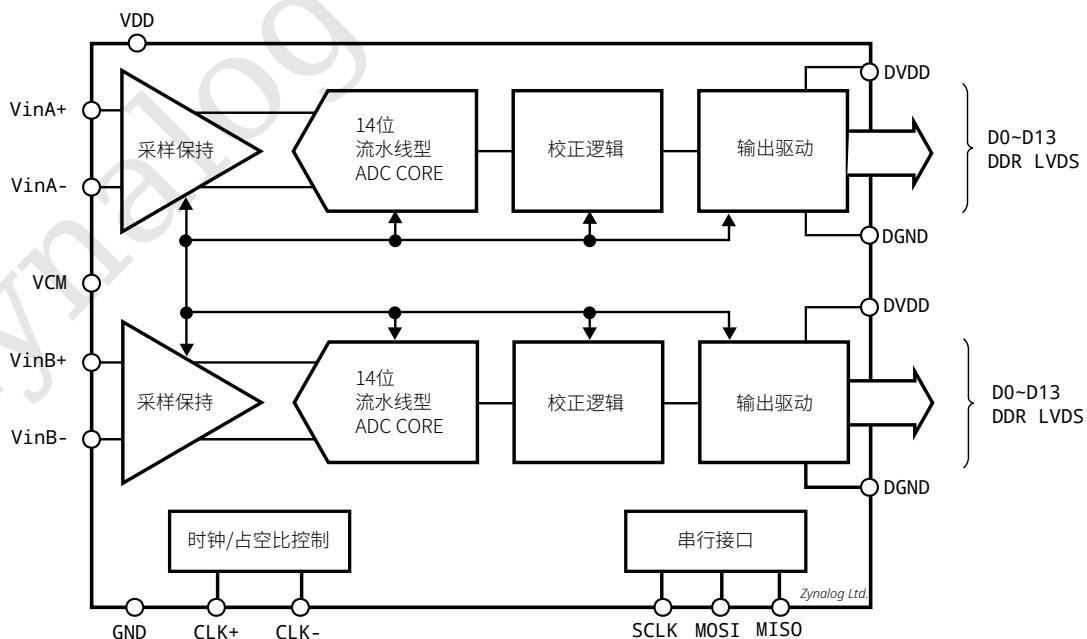 VDD
VinA+
VinA-
采样保持
14位
流水线型
ADC CORE
校正逻辑
输出驱动
DVDD
D0~D13
DDR LVDS
DGND
VCM
VinB+
VinB-
采样保持
14位
流水线型
ADC CORE
校正逻辑
输出驱动
DVDD
D0~D13
DDR LVDS
DGND
时钟/占空比控制
串行接口
Zynalog Ltd.
GND
CLK+
CLK-
SCLK
MOSI
MISO
ynalog